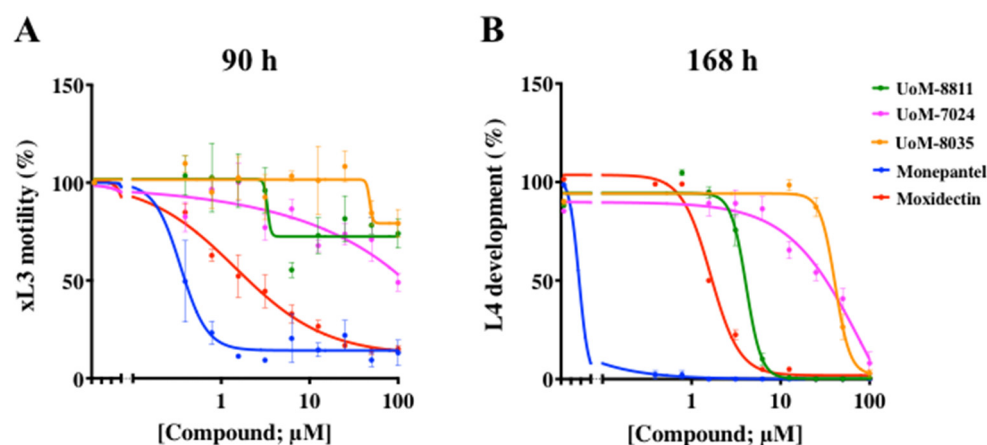 A
90 h
150
100
50
0
xL3 motility (%)
1
10
100
[Compound; µM]
B
168 h
150
100
50
0
L4 development (%)
1
10
100
[Compound; µM]
UoM-8811
UoM-7024
UoM-8035
Monepantel
Moxidectin